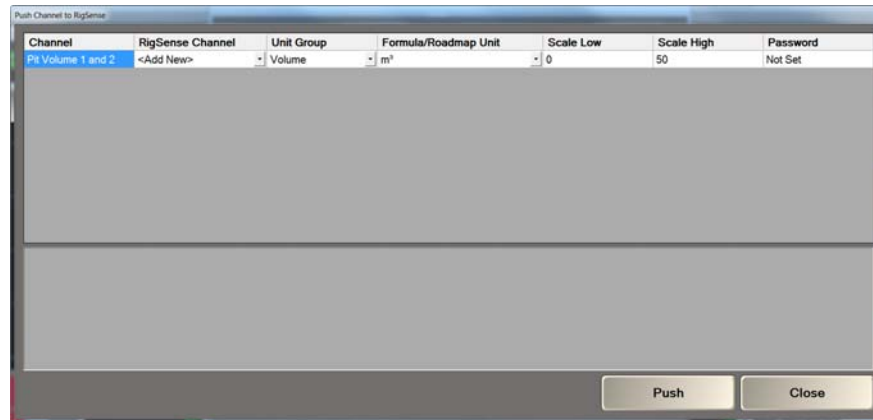 Push Channel to RigSense
Channel RigSense Channel Unit Group Formula/Roadmap Unit Scale Low Scale High Password
Pit Volume 1 and 2 <Add New> Volume m³ 0 50 Not Set
Push Close